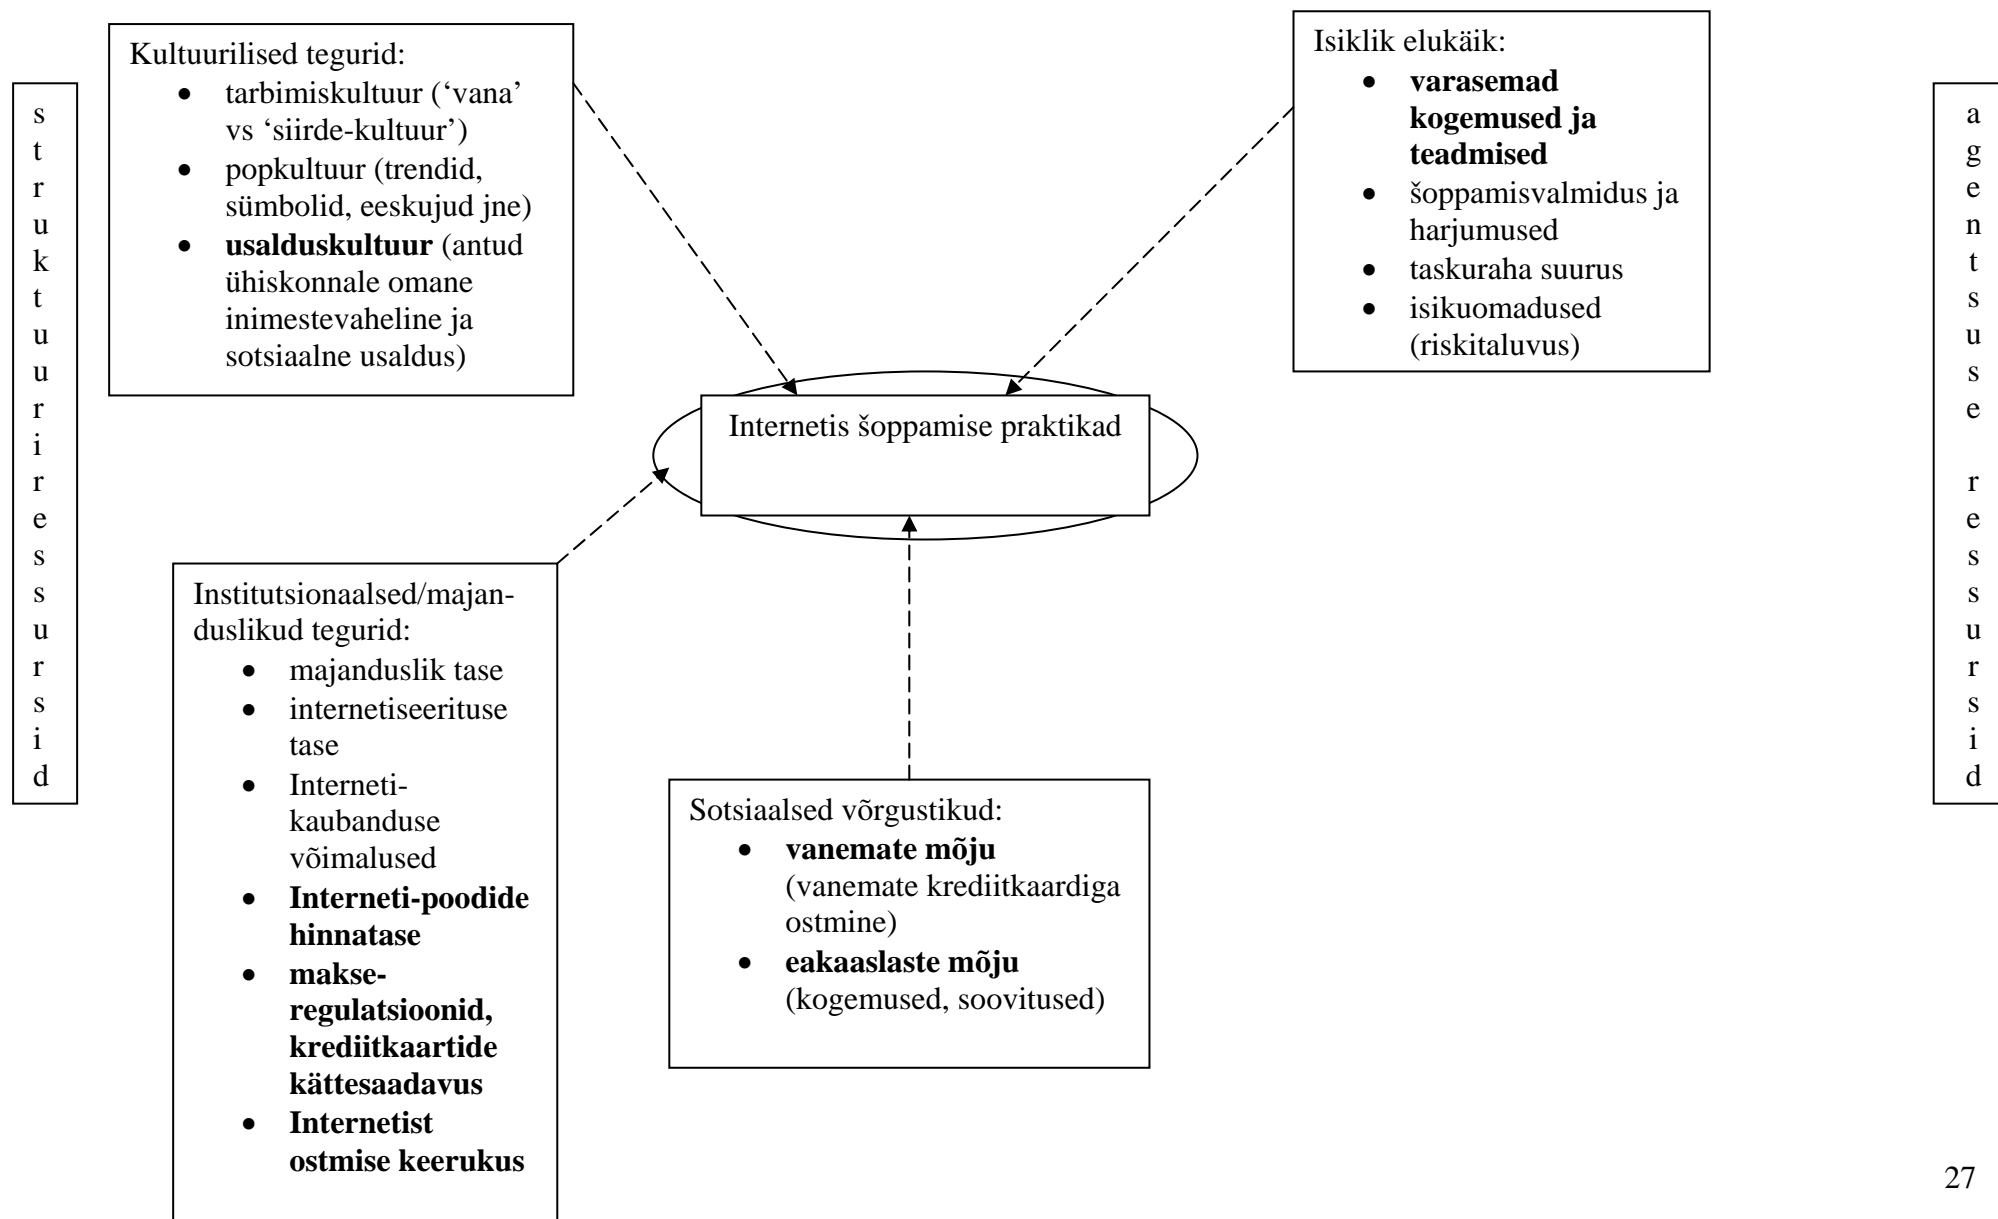 strukturiressursid
Kultuurilised tegurid:
• tarbimiskultuur (‘vana’
vs ‘siirde-kultuur’)
• popkultuur (trendid,
sümbolid, eeskujud jne)
• usalduskultuur (antud
ühiskonnale omane
inimestevaheline ja
sotsiaalne usaldus)
Isiklik elukäik:
• varasemad
kogemused ja
teadmised
• šoppamisvalmidus ja
harjumused
• taskuraha suurus
• isikuomadused
(riskitaluvus)
agentsuse ressursid
Internetis šoppamise praktikad
Institutsionaalsed/majan-
duslikud tegurid:
• majanduslik tase
• internetiseerituse
tase
• Interneti-
kaubanduse
võimalused
• Interneti-poodide
hinnatase
• makse-
regulatsioonid,
krediitkaartide
kättesaadavus
• Internetist
ostmise keerukus
Sotsiaalsed võrgustikud:
• vanemate mõju
(vanemate krediitkaardiga
ostmine)
• eakaaslaste mõju
(kogemused, soovitused)
27